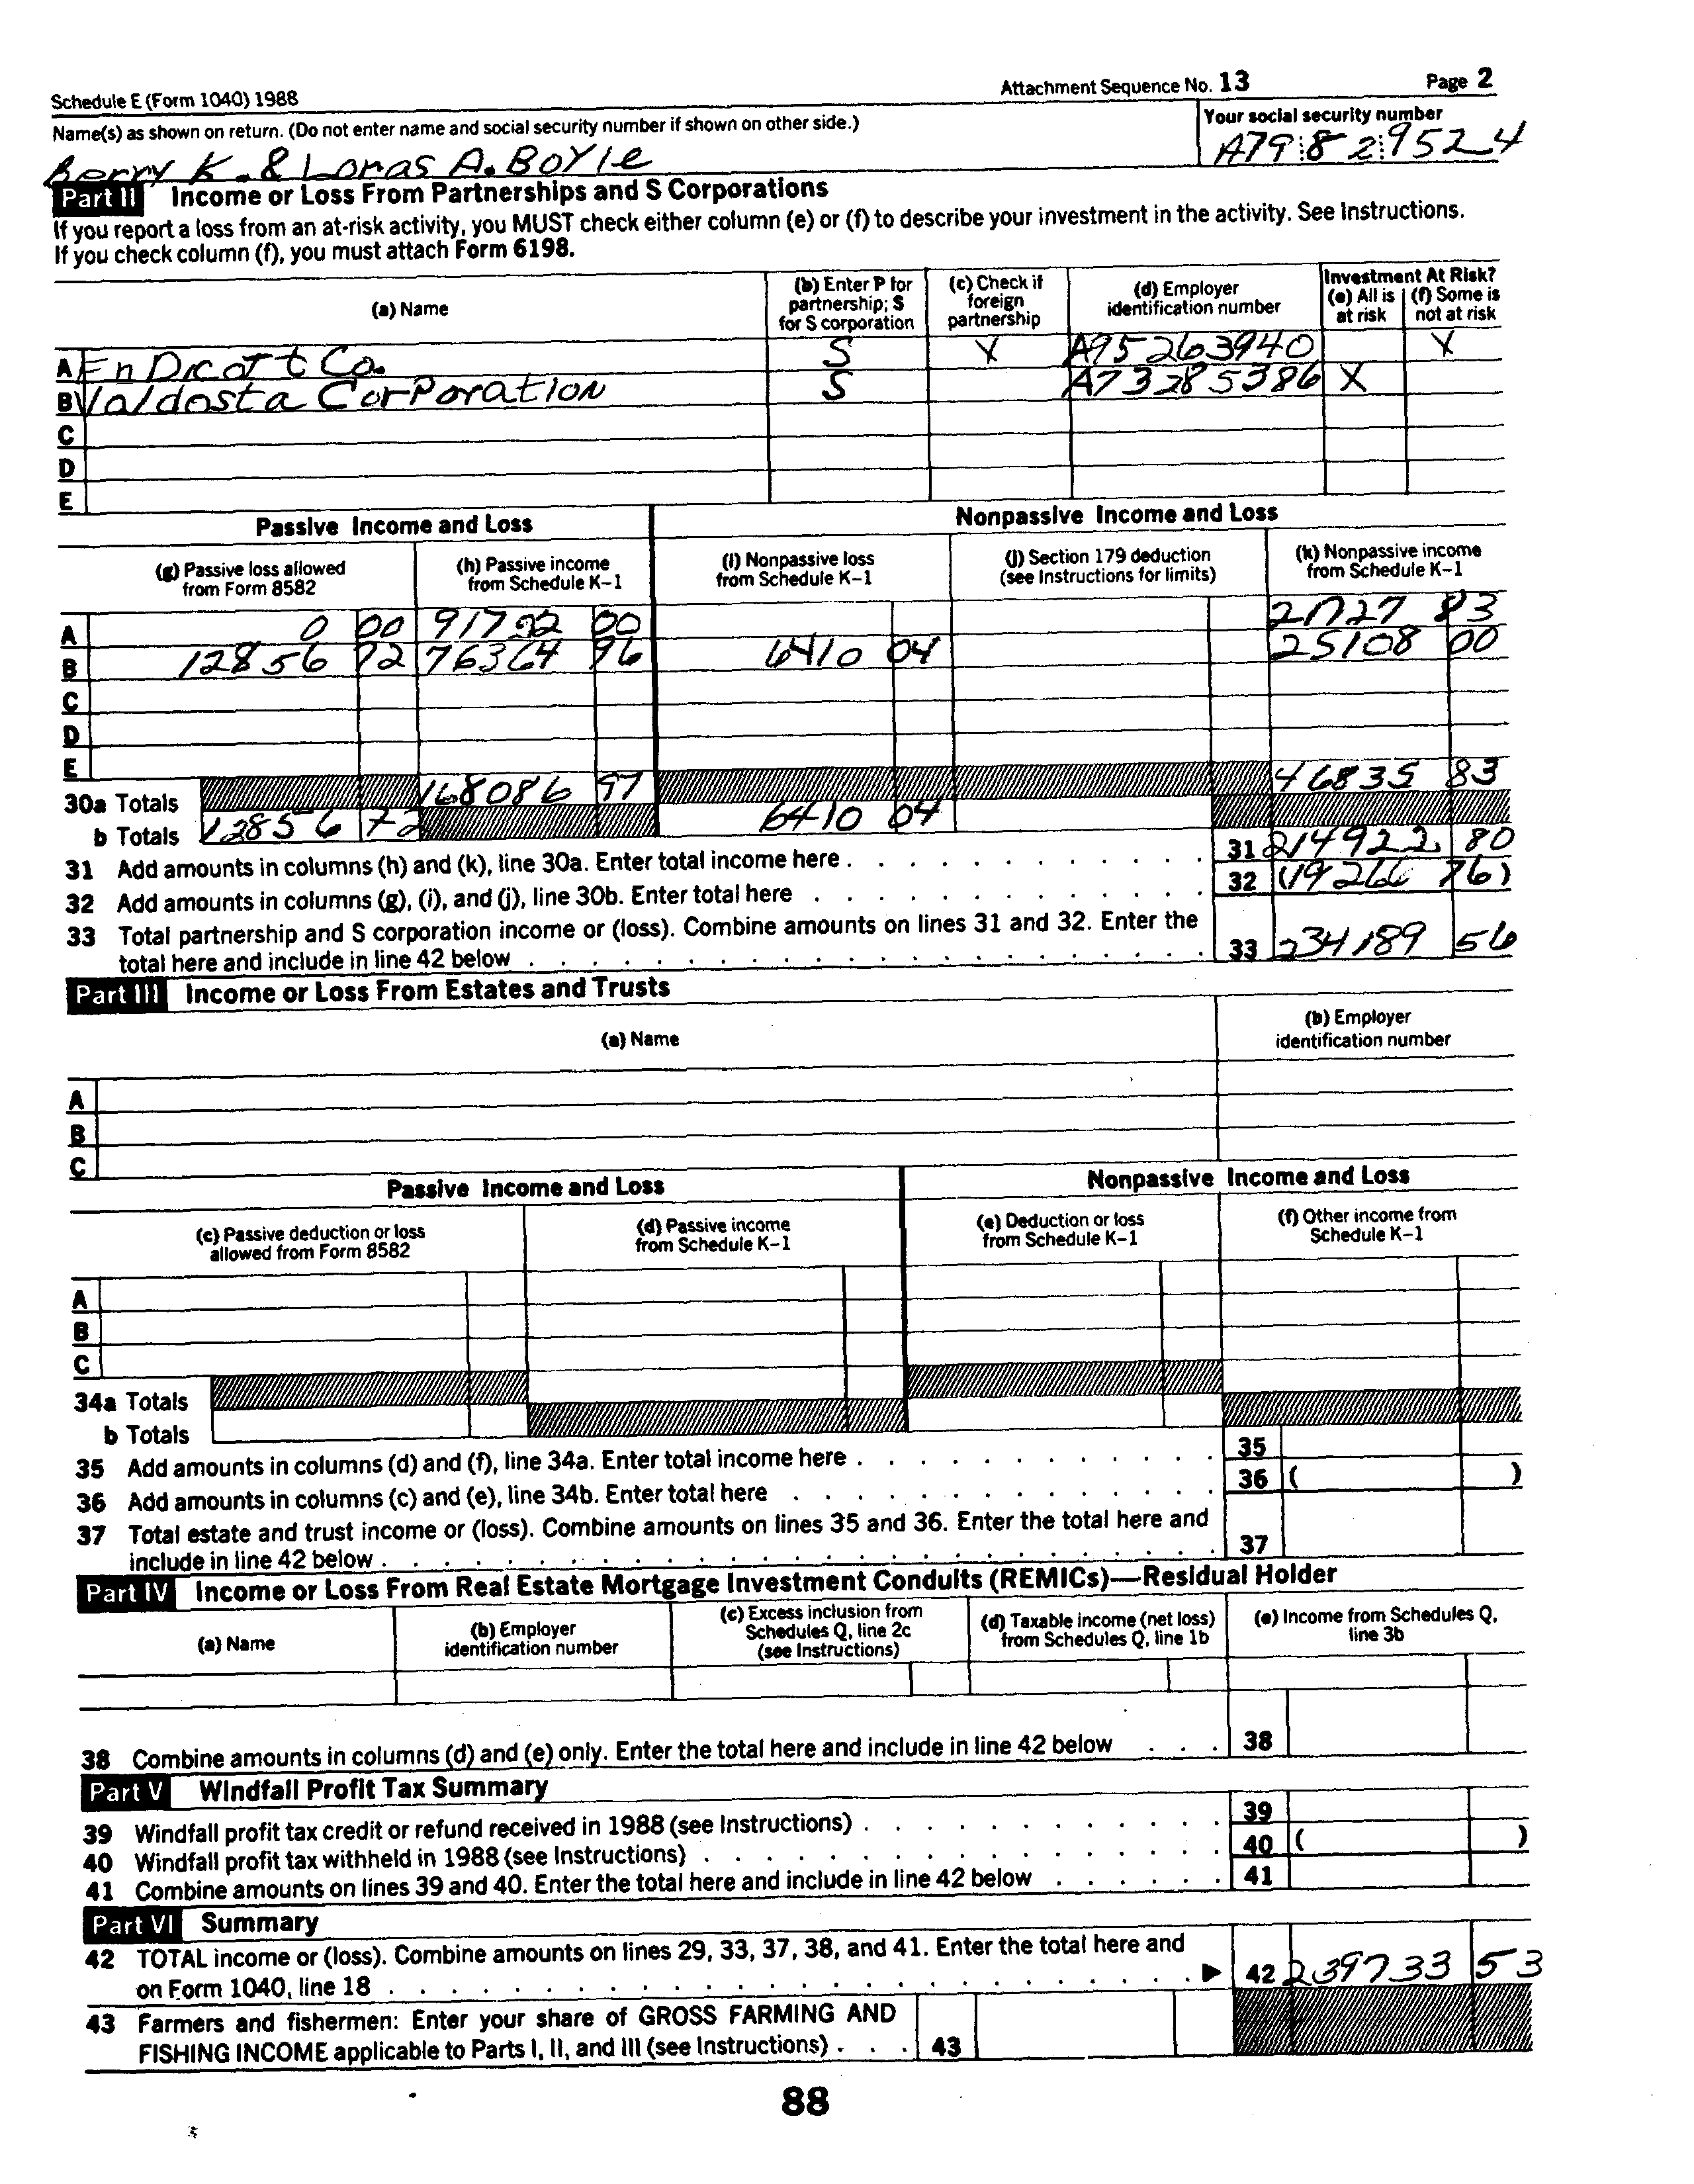 Schedule E (Form 1040) 1988 Attachment Sequence No. 13 Page 2
Name(s) as shown on return. (Do not enter name and social security number if shown on other side.) Your social security number
Berry K. & Loras A. Boyle A79 82 9524
Part II Income or Loss From Partnerships and S Corporations
If you report a loss from an at-risk activity, you MUST check either column (e) or (f) to describe your investment in the activity. See Instructions.
If you check column (f), you must attach Form 6198.
(a) Name (b) Enter P for partnership; S for S corporation (c) Check if foreign partnership (d) Employer identification number Investment At Risk? (e) All is at risk (f) Some is not at risk
A EnDicott Co. S X A95263940 X
B Valdosta CorPoration S A73285386 X
C
D
E
Passive Income and Loss Nonpassive Income and Loss
(g) Passive loss allowed from Form 8582 (h) Passive income from Schedule K-1 (i) Nonpassive loss from Schedule K-1 (j) Section 179 deduction (see Instructions for limits) (k) Nonpassive income from Schedule K-1
A 0 00 91722 00 21727 83
B 12856 72 76364 96 6410 04 25108 00
C
D
E
30a Totals 168086 97 46835 83
b Totals 12856 72 6410 04
31 Add amounts in columns (h) and (k), line 30a. Enter total income here 31 214922 80
32 Add amounts in columns (g), (i), and (j), line 30b. Enter total here 32 (19266 76)
33 Total partnership and S corporation income or (loss). Combine amounts on lines 31 and 32. Enter the
total here and include in line 42 below 33 234189 56
Part III Income or Loss From Estates and Trusts
(a) Name (b) Employer identification number
A
B
C
Passive Income and Loss Nonpassive Income and Loss
(c) Passive deduction or loss allowed from Form 8582 (d) Passive income from Schedule K-1 (e) Deduction or loss from Schedule K-1 (f) Other income from Schedule K-1
A
B
C
34a Totals
b Totals
35 Add amounts in columns (d) and (f), line 34a. Enter total income here 35
36 Add amounts in columns (c) and (e), line 34b. Enter total here 36 ( )
37 Total estate and trust income or (loss). Combine amounts on lines 35 and 36. Enter the total here and
include in line 42 below 37
Part IV Income or Loss From Real Estate Mortgage Investment Conduits (REMICs)—Residual Holder
(a) Name (b) Employer identification number (c) Excess inclusion from Schedules Q, line 2c (see Instructions) (d) Taxable income (net loss) from Schedules Q, line 1b (e) Income from Schedules Q, line 3b
38 Combine amounts in columns (d) and (e) only. Enter the total here and include in line 42 below 38
Part V Windfall Profit Tax Summary
39 Windfall profit tax credit or refund received in 1988 (see Instructions) 39
40 Windfall profit tax withheld in 1988 (see Instructions) 40 ( )
41 Combine amounts on lines 39 and 40. Enter the total here and include in line 42 below 41
Part VI Summary
42 TOTAL income or (loss). Combine amounts on lines 29, 33, 37, 38, and 41. Enter the total here and
on Form 1040, line 18 ▶ 42 239733 53
43 Farmers and fishermen: Enter your share of GROSS FARMING AND
FISHING INCOME applicable to Parts I, II, and III (see Instructions) 43
88